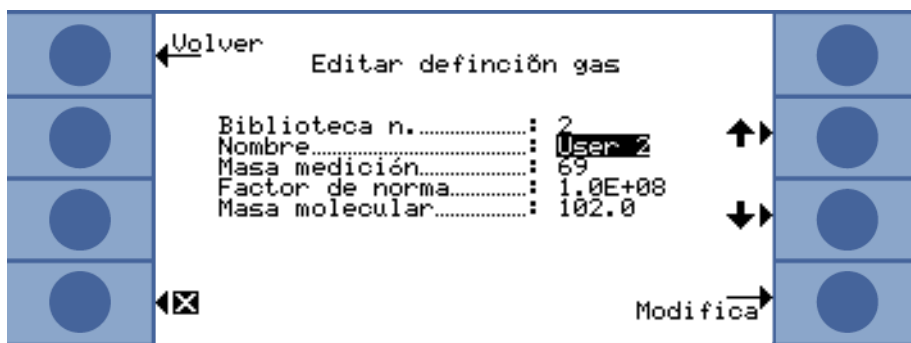 Volver
Editar definción gas
Biblioteca n.: 2
Nombre: User 2
Masa medición: 69
Factor de norma: 1.0E+08
Masa molecular: 102.0
Modifica